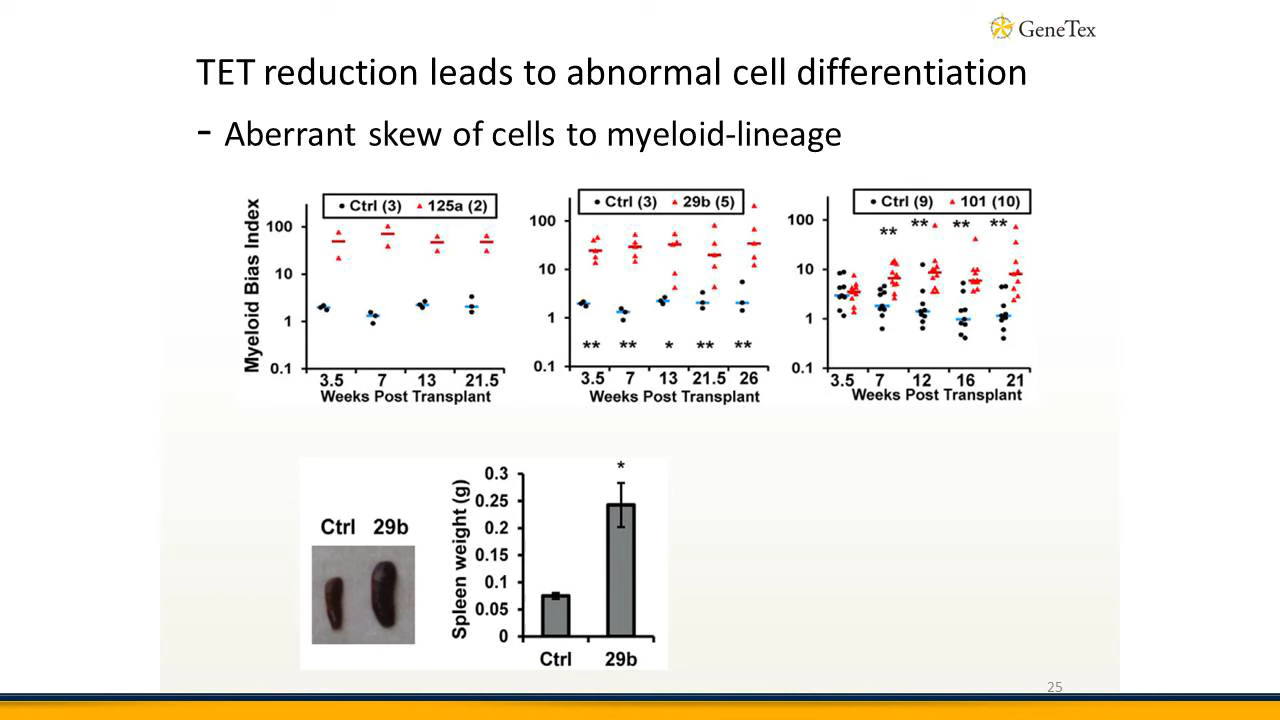 GeneTex
TET reduction leads to abnormal cell differentiation
- Aberrant skew of cells to myeloid-lineage
Myeloid Bias Index
Ctrl (3) 125a (2)
100
10
1
0.1
3.5 7 13 21.5
Weeks Post Transplant
Ctrl (3) 29b (5)
100
10
1
0.1
** ** * ** **
3.5 7 13 21.5 26
Weeks Post Transplant
Ctrl (9) 101 (10)
** ** ** **
100
10
1
0.1
3.5 7 12 16 21
Weeks Post Transplant
Ctrl 29b
Spleen weight (g)
*
0.3
0.25
0.2
0.15
0.1
0.05
0
Ctrl 29b
25